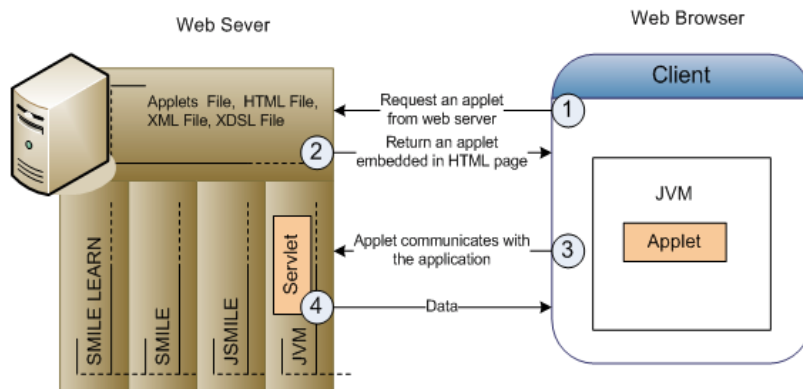 Web Sever
Web Browser
Client
Applets File, HTML File,
XML File, XDSL File
Request an applet
from web server
1
2
Return an applet
embedded in HTML page
JVM
Applet
Applet communicates with
the application
3
Servlet
4
Data
SMILE LEARN
SMILE
JSMILE
JVM